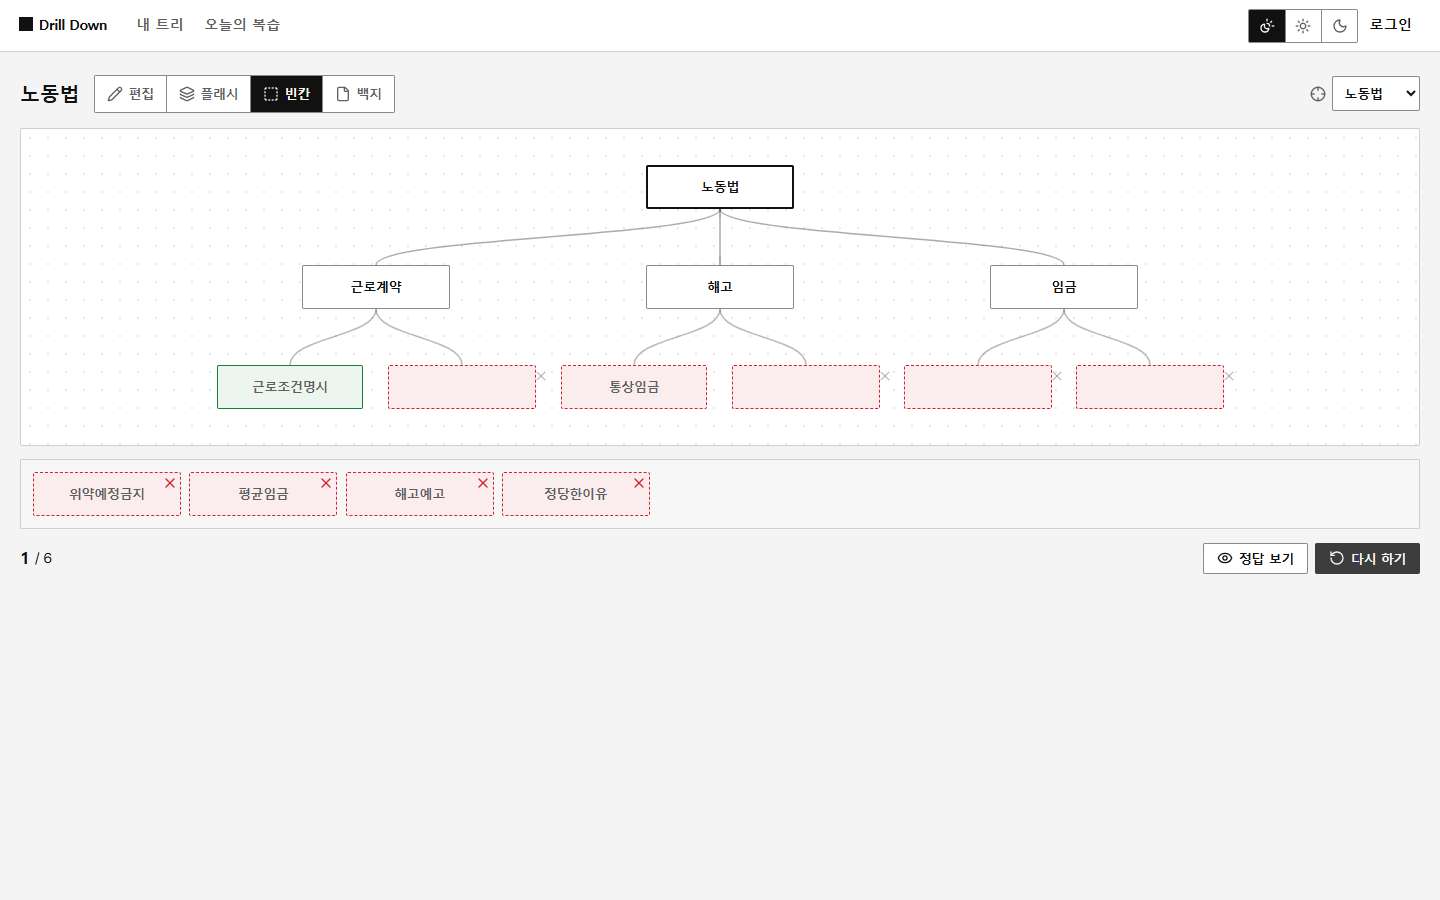 Drill Down 내 트리 오늘의 복습 로그인
노동법 편집 플래시 빈칸 백지 노동법
노동법
근로계약 해고 임금
근로조건명시 통상임금
위약예정금지 평균임금 해고예고 정당한이유
1 / 6 정답 보기 다시 하기